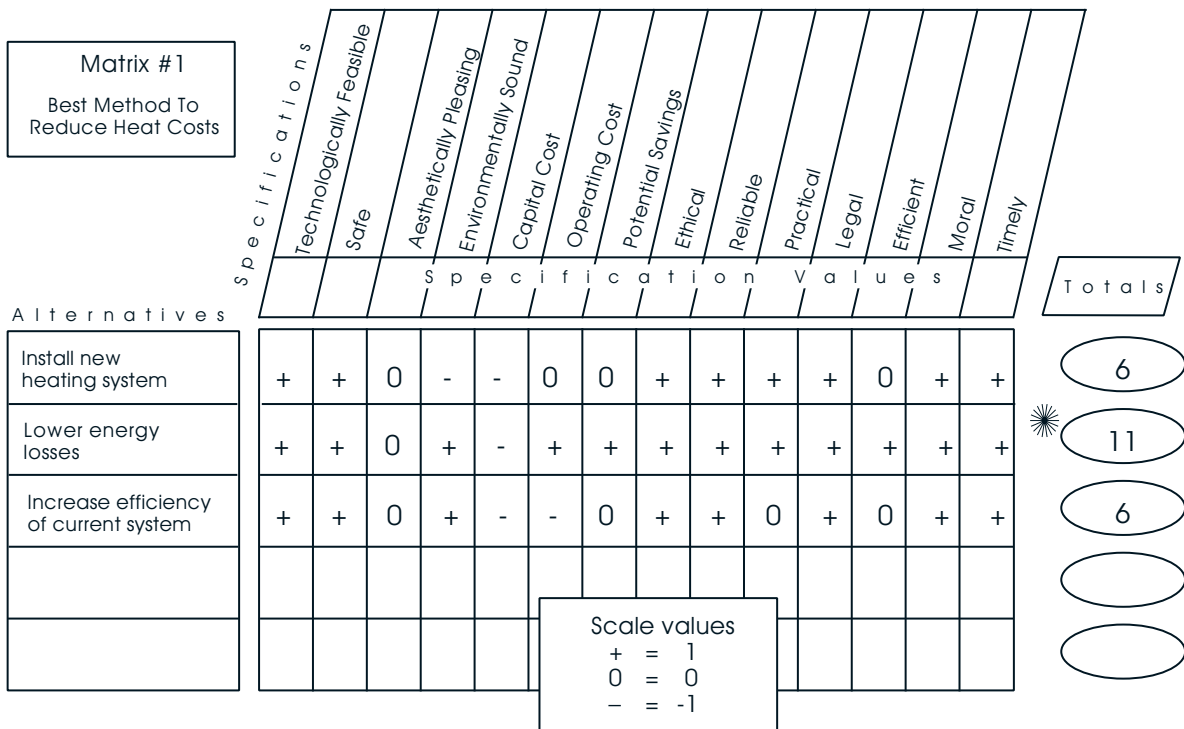 Matrix #1
Best Method To
Reduce Heat Costs
Specifications
Technologically Feasible
Safe
Aesthetically Pleasing
Environmentally Sound
Capital Cost
Operating Cost
Potential Savings
Ethical
Reliable
Practical
Legal
Efficient
Moral
Timely
Specification Values
Totals
Alternatives
Install new
heating system
+ + 0 - - 0 0 + + + + 0 + +
6
Lower energy
losses
+ + 0 + - + + + + + + + + +
11
Increase efficiency
of current system
+ + 0 + - - 0 + + 0 + 0 + +
6
Scale values
+ = 1
0 = 0
– = -1